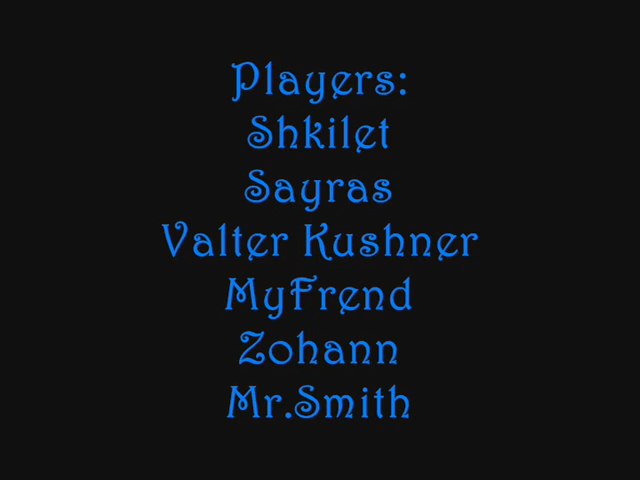 Players:
Shkilet
Sayras
Valter Kushner
MyFrend
Zohann
Mr.Smith